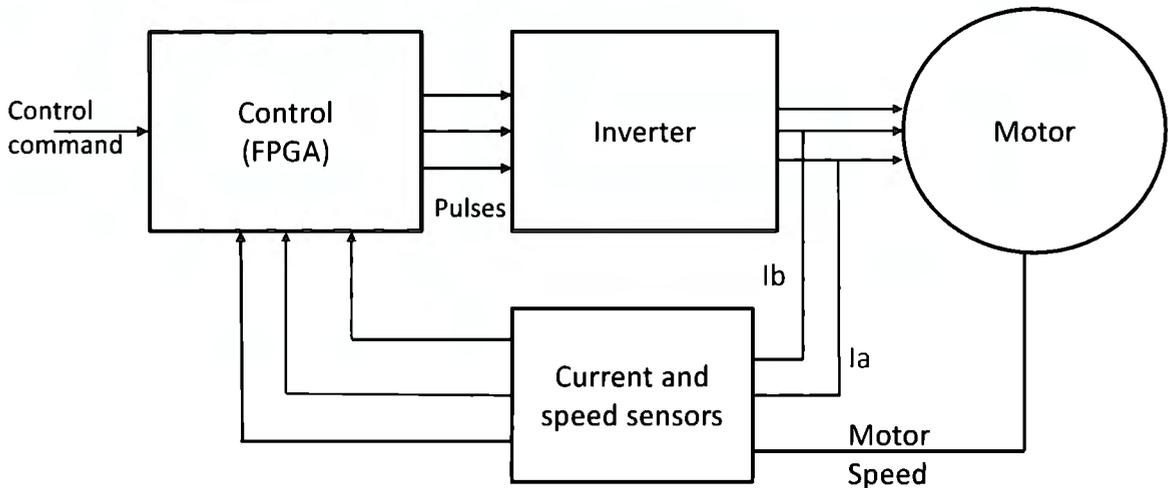 Control
command
Control
(FPGA)
Pulses
Inverter
Motor
Ib
Ia
Current and
speed sensors
Motor
Speed